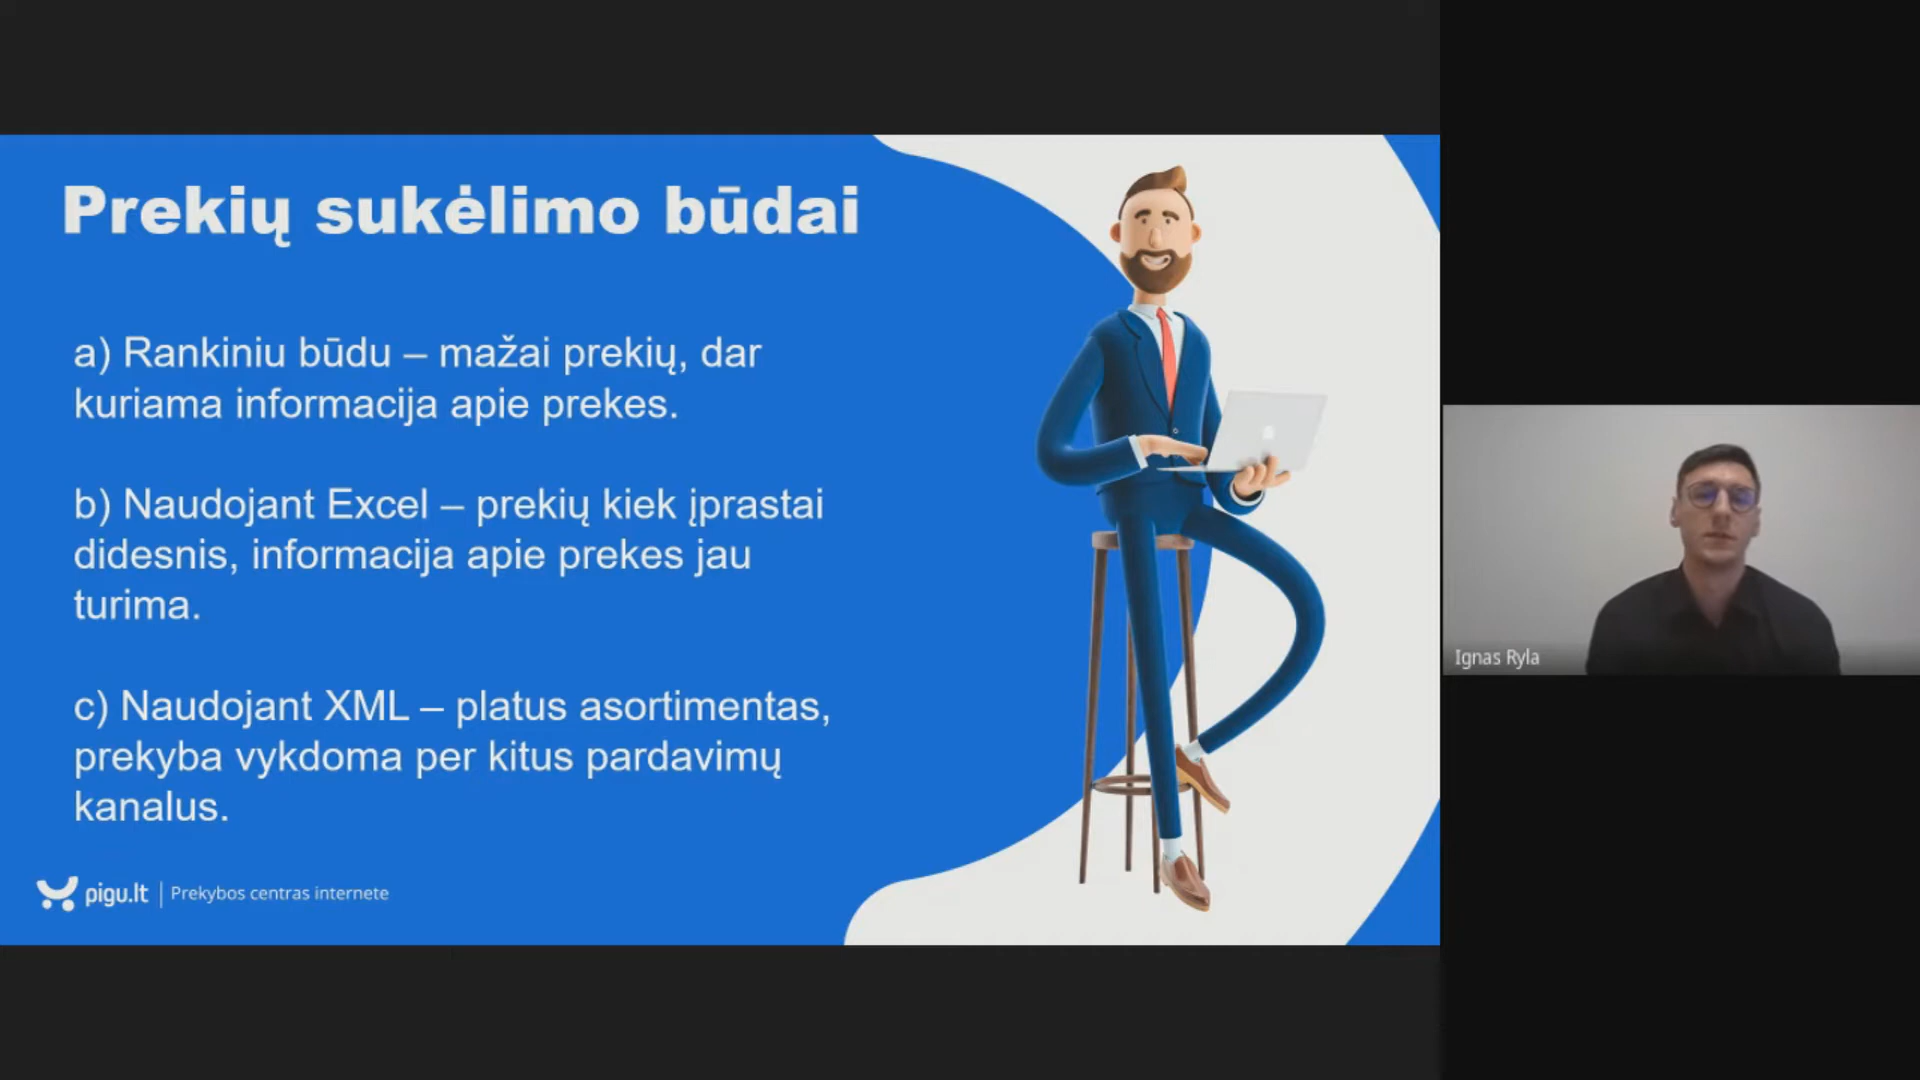 Prekių sukėlimo būdai
a) Rankiniu būdu – mažai prekių, dar
kuriama informacija apie prekes.
b) Naudojant Excel – prekių kiek įprastai
didesnis, informacija apie prekes jau
turima.
c) Naudojant XML – platus asortimentas,
prekyba vykdoma per kitus pardavimų
kanalus.
pigu.lt | Prekybos centras internete
Ignas Ryla